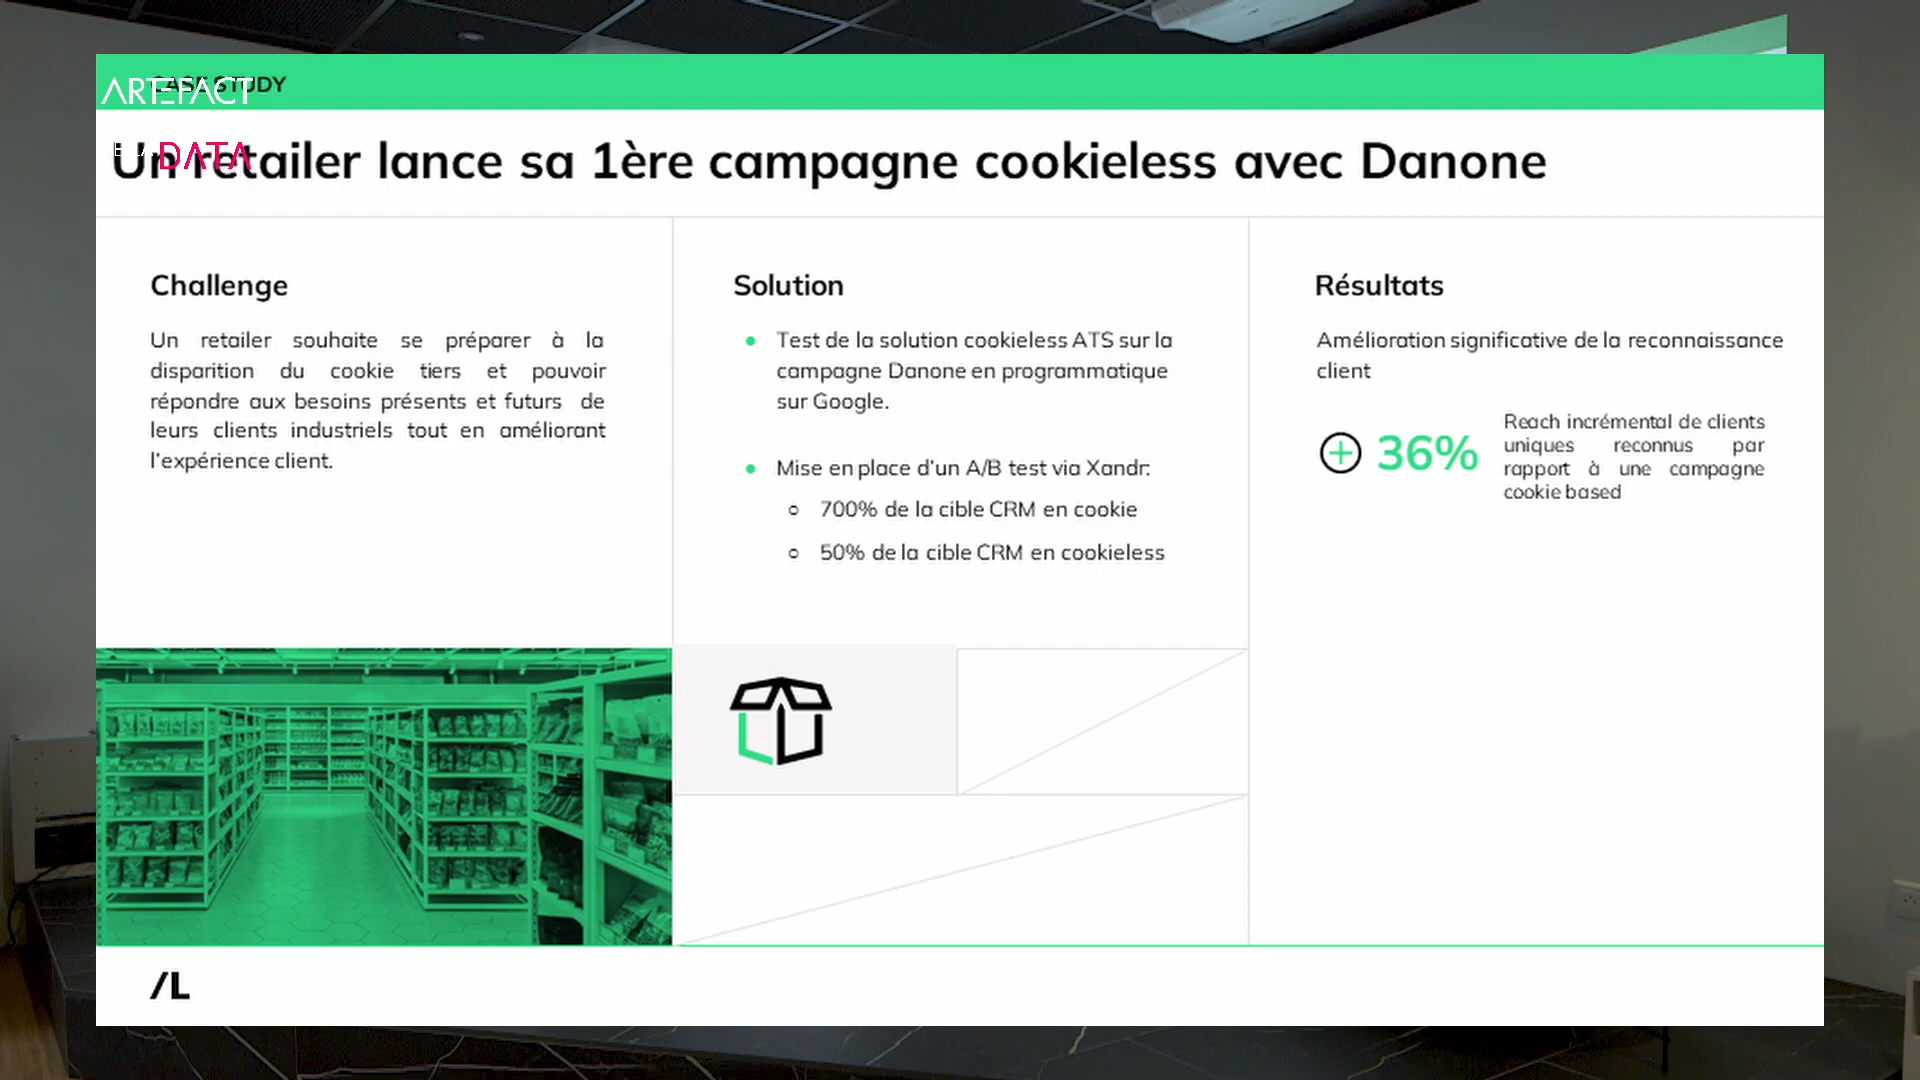 CASE STUDY
ARTEFACT
DATA
Un retailer lance sa 1ère campagne cookieless avec Danone
Challenge
Un retailer souhaite se préparer à la
disparition du cookie tiers et pouvoir
répondre aux besoins présents et futurs de
leurs clients industriels tout en améliorant
l'expérience client.
Solution
Test de la solution cookieless ATS sur la
campagne Danone en programmatique
sur Google.
Mise en place d'un A/B test via Xandr:
700% de la cible CRM en cookie
50% de la cible CRM en cookieless
Résultats
Amélioration significative de la reconnaissance
client
36%
Reach incrémental de clients
uniques reconnus par
rapport à une campagne
cookie based
/L